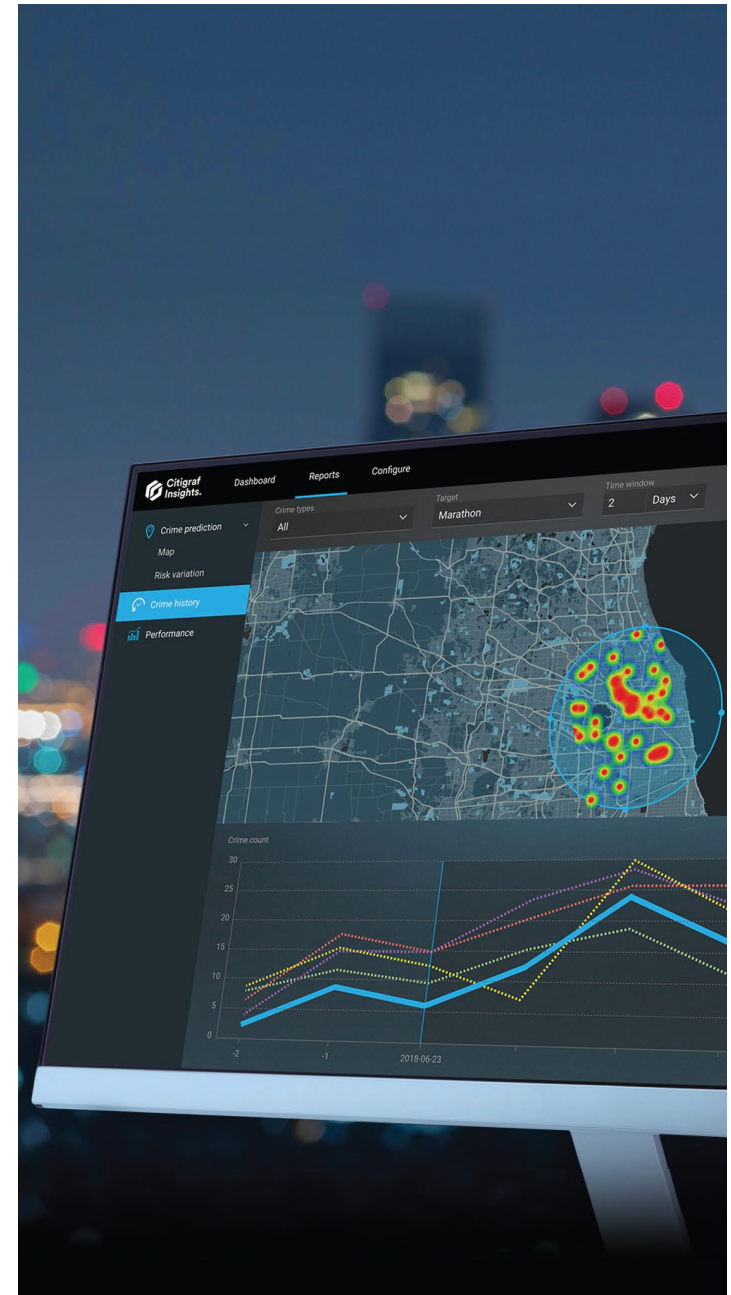 Citigraf
Insights.
Dashboard
Reports
Configure
Crime prediction
Map
Risk variation
Crime history
Performance
Crime types
All
Target
Marathon
Time window
2
Days
Crime count
30
25
20
15
10
5
0
-2
-1
2018-06-23